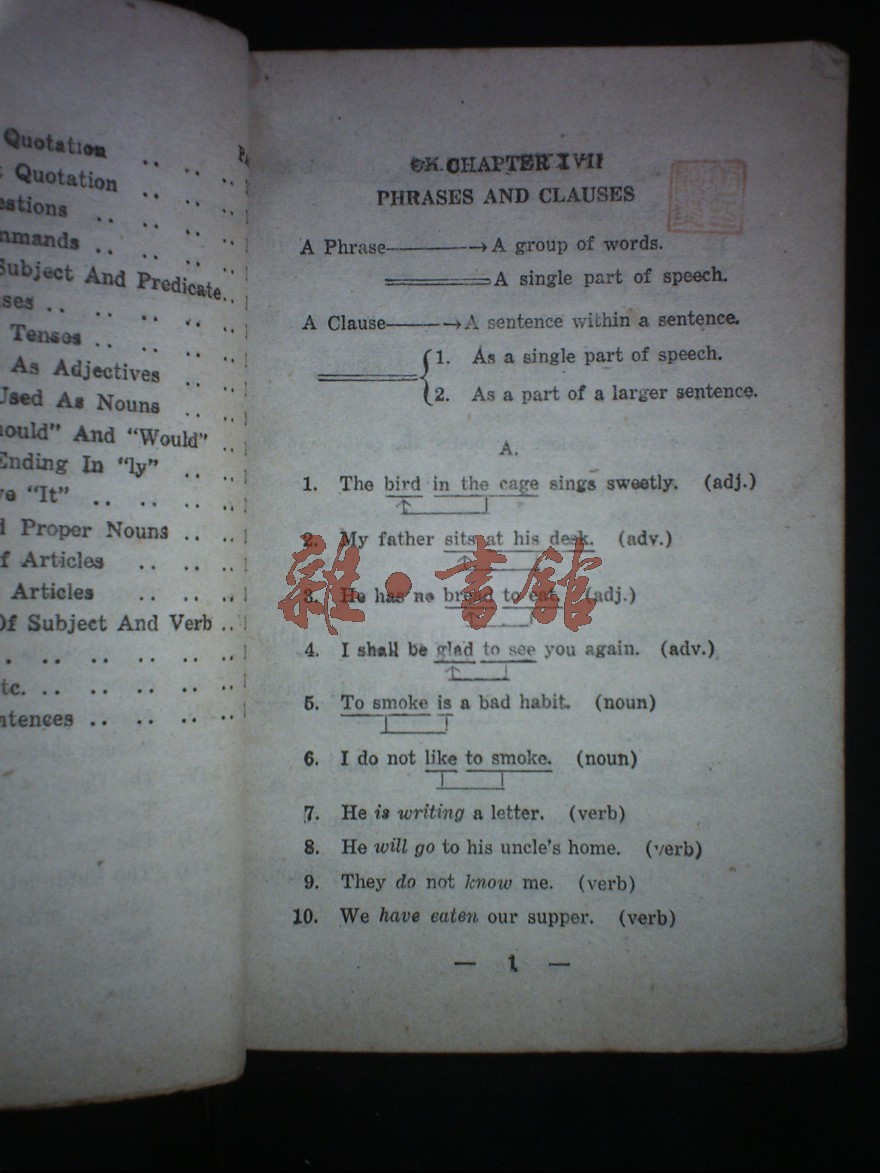 Quotation .. .. ..
Quotation .. .. ..
.. .. ..
.. .. ..
Subject And Predicate..
.. .. .. .. ..
Tenses .. .. ..
As Adjectives .. ..
Used As Nouns .. ..
And "Would" ..
Ending In "ly" .. ..
"It" .. .. .. ..
Proper Nouns .. ..
Of Articles .. .. ..
Articles .. .. ..
Of Subject And Verb ..
.. .. .. .. ..
.. .. .. .. ..
.. .. .. ..
CHAPTER XVII
PHRASES AND CLAUSES
A Phrase → A group of words.
A single part of speech.
A Clause → A sentence within a sentence.
1. As a single part of speech.
2. As a part of a larger sentence.
A.
1. The bird in the cage sings sweetly. (adj.)
2. My father sits at his desk. (adv.)
3. He has no bread to eat. (adj.)
雜·書館
4. I shall be glad to see you again. (adv.)
5. To smoke is a bad habit. (noun)
6. I do not like to smoke. (noun)
7. He is writing a letter. (verb)
8. He will go to his uncle's home. (verb)
9. They do not know me. (verb)
10. We have eaten our supper. (verb)
— 1 —